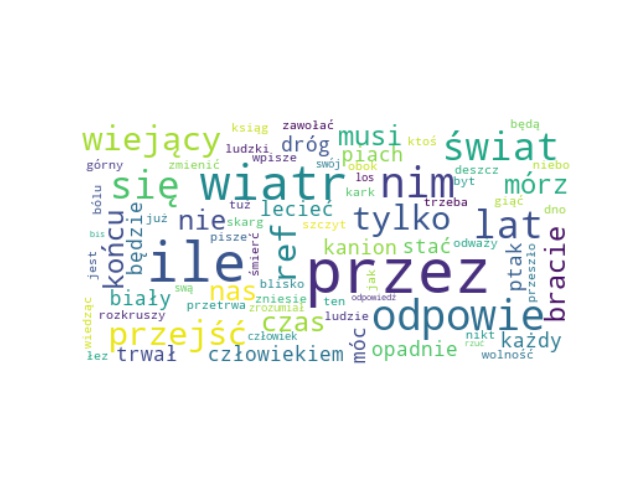 ksiąg zawołać będą
wiejący dróg musi ktoś świat
ludzki wpisze piach
górny zmienić swój obok deszcz niebo
się wiatr los nim byt mórz
bólu kark trzeba giąć
tuż lecieć tylko lat dno
już nie skarg szczyt
bis końcu będzie pisze ref kanion stać odważy
jest ile śmierć przez ptak przeszło bracie
swą nas blisko jak
biały zniesie ten odpowiedź
przetrwa zrozumiał odpowie
rozkruszy czas ludzie
wiedząc przejść człowiek nikt każdy
móc opadnie rzuć
łez trwał człowiekiem wolność